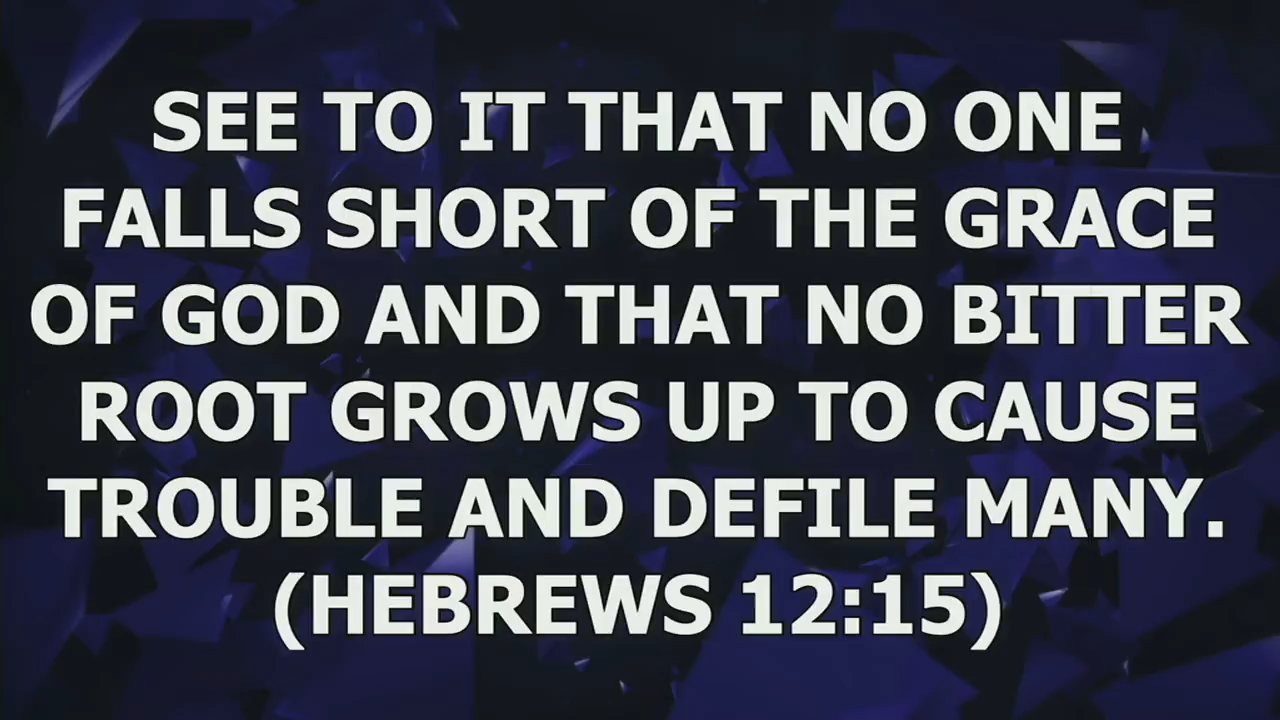 SEE TO IT THAT NO ONE
FALLS SHORT OF THE GRACE
OF GOD AND THAT NO BITTER
ROOT GROWS UP TO CAUSE
TROUBLE AND DEFILE MANY.
(HEBREWS 12:15)